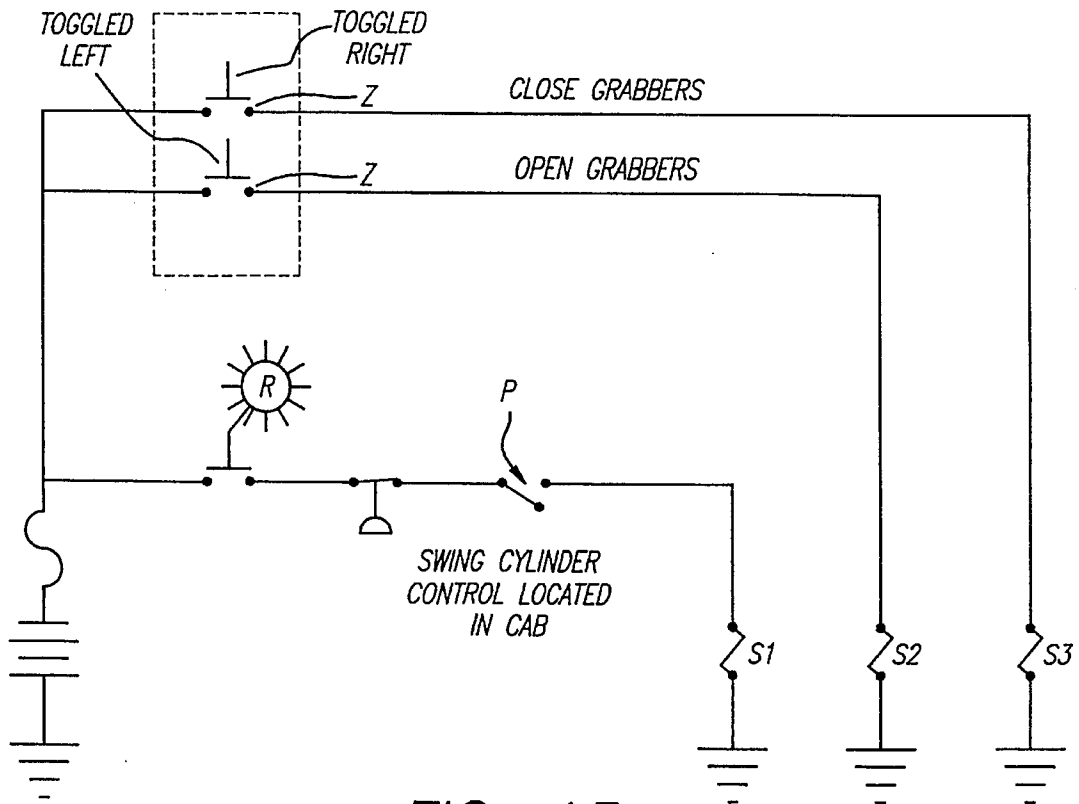 TOGGLED
LEFT
TOGGLED
RIGHT
Z
CLOSE GRABBERS
Z
OPEN GRABBERS
R
P
SWING CYLINDER
CONTROL LOCATED
IN CAB
S1
S2
S3